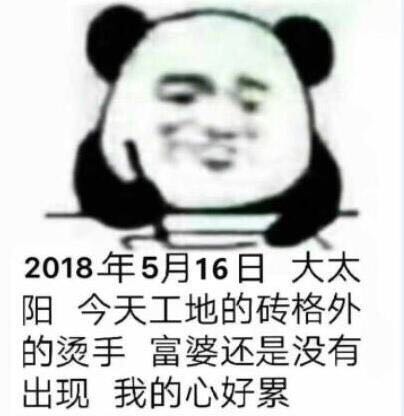 2018年5月16日 大太
阳 今天工地的砖格外
的烫手 富婆还是没有
出现 我的心好累